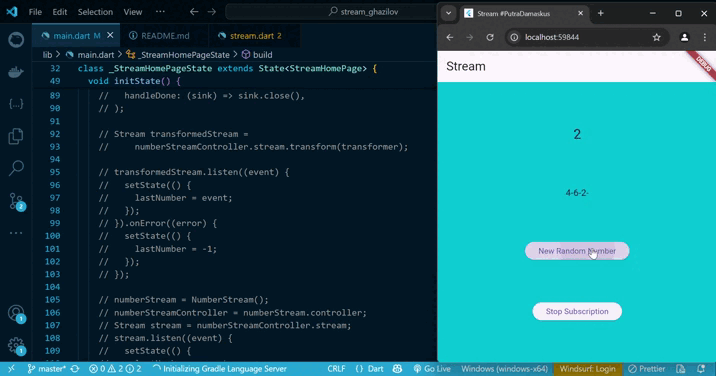 File Edit Selection View ··· stream_ghazilov
main.dart M README.md stream.dart 2
lib > main.dart > _StreamHomePageState > build
32 class _StreamHomePageState extends State<StreamHomePage> {
49 void initState() {
89 //   handleDone: (sink) => sink.close(),
90 // );
91
92 // Stream transformedStream =
93 //     numberStreamController.stream.transform(transformer);
94
95 // transformedStream.listen((event) {
96 //   setState(() {
97 //     lastNumber = event;
98 //   });
99 // }).onError((error) {
100 //   setState(() {
101 //     lastNumber = -1;
102 //   });
103 // });
104
105 // numberStream = NumberStream();
106 // numberStreamController = numberStream.controller;
107 // Stream stream = numberStreamController.stream;
108 // stream.listen((event) {
109 //   setState(() {
2
1
1
master* 0 2 2 Initializing Gradle Language Server CRLF {} Dart Go Live Windows (windows-x64) Windsurf: Login Prettier
Stream #PutraDamaskus
localhost:59844
Stream
DEBUG
2
4-6-2-
New Random Number
Stop Subscription